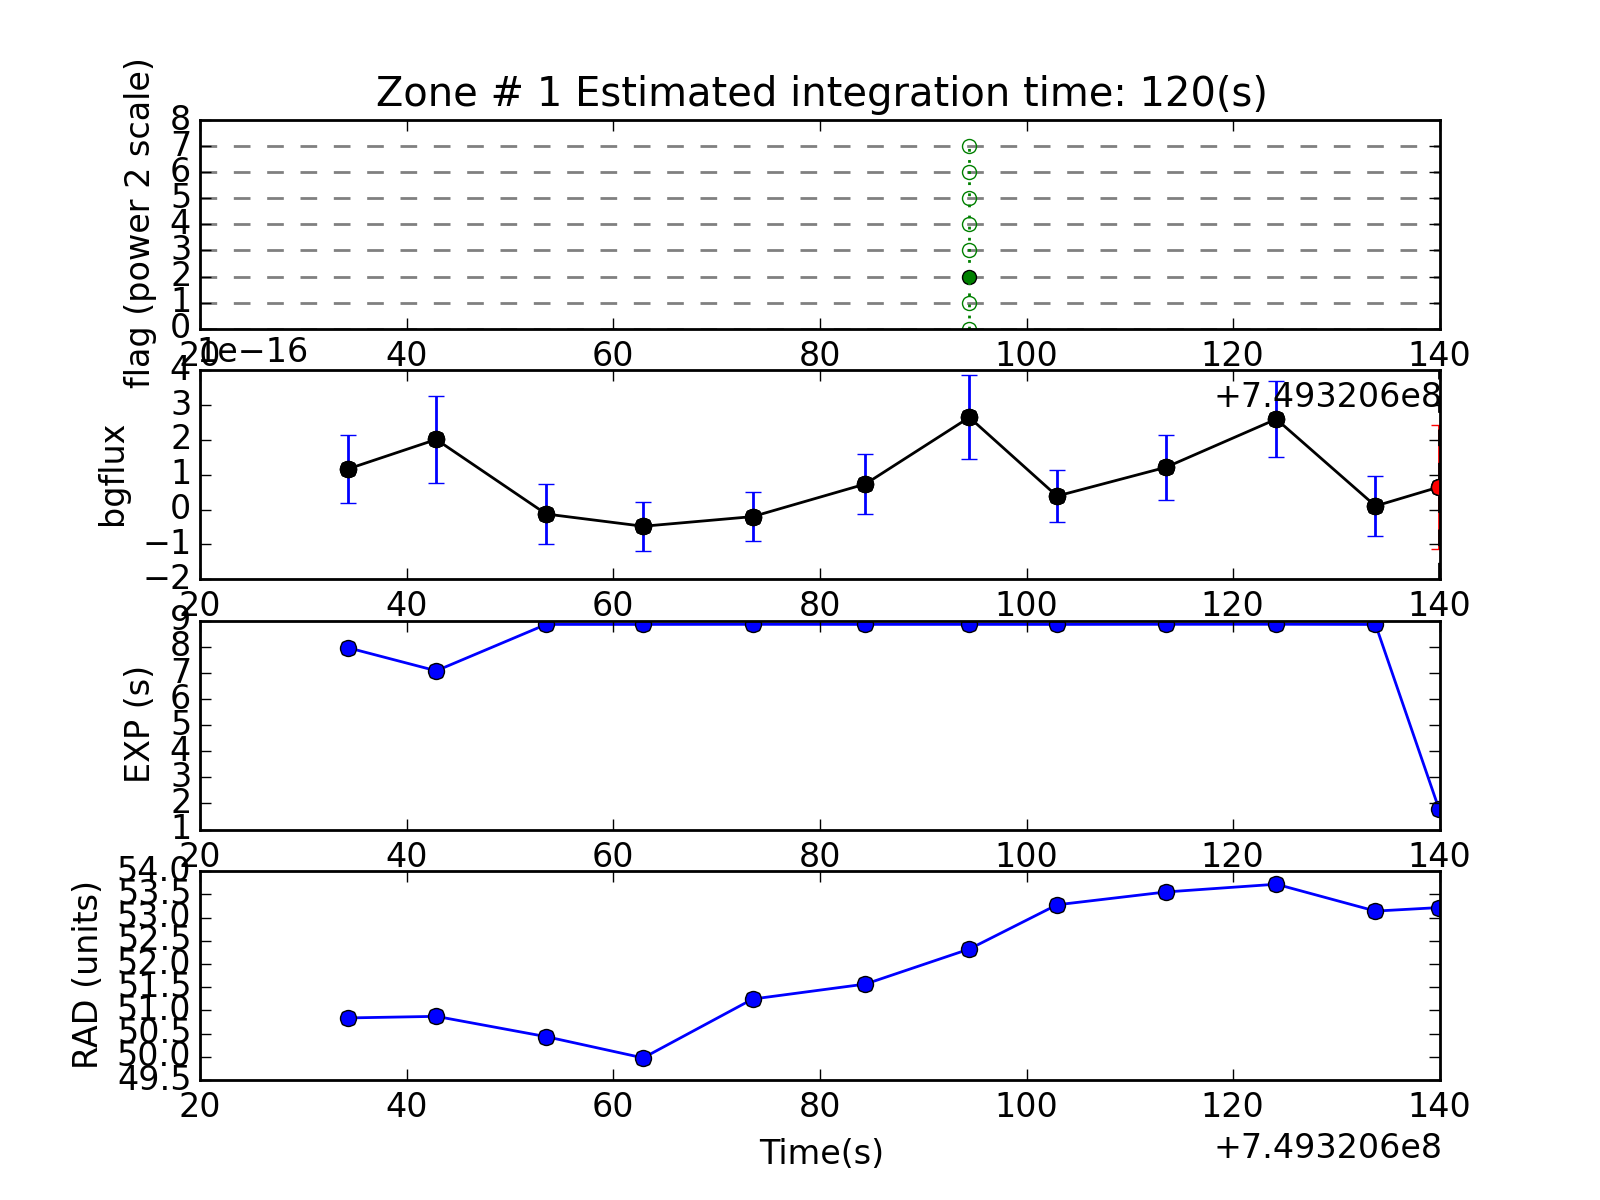 Zone # 1 Estimated integration time: 120(s)
flag (power 2 scale)
8
7
6
5
4
3
2
1
0
20 40 60 80 100 120 140
1e−16
+7.493206e8
bgflux
4
3
2
1
0
−1
−2
20 40 60 80 100 120 140
EXP (s)
9
8
7
6
5
4
3
2
1
20 40 60 80 100 120 140
RAD (units)
54.0
53.5
53.0
52.5
52.0
51.5
51.0
50.5
50.0
49.5
20 40 60 80 100 120 140
Time(s)
+7.493206e8